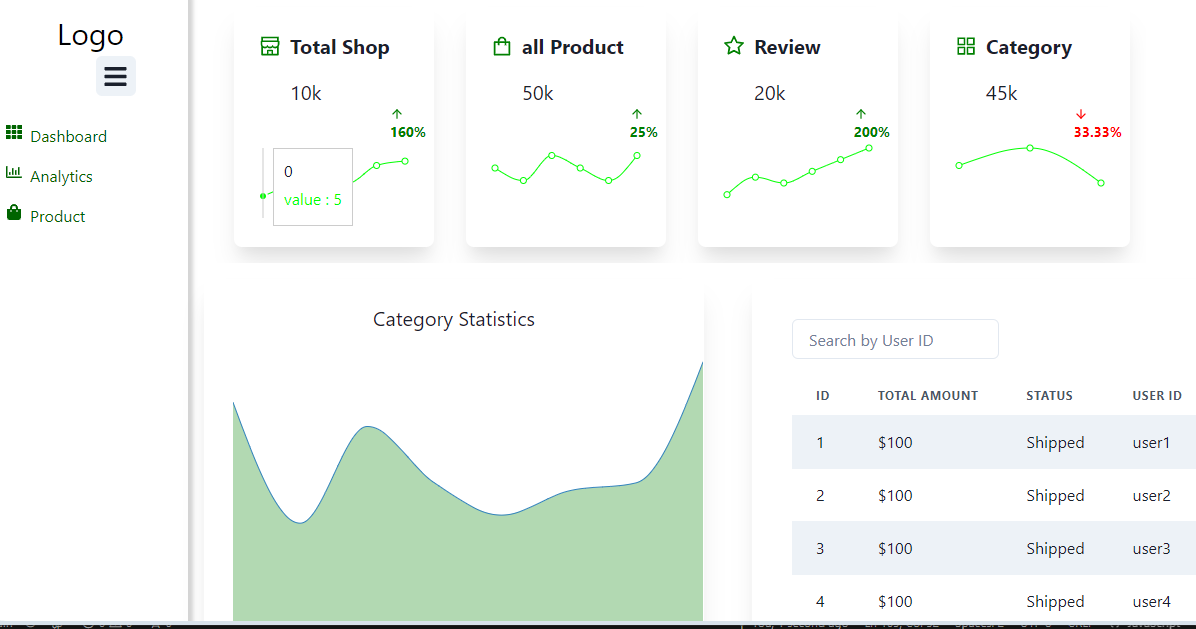 Logo
Dashboard
Analytics
Product
Total Shop
10k
160%
0
value : 5
all Product
50k
25%
Review
20k
200%
Category
45k
33.33%
Category Statistics
Search by User ID
ID TOTAL AMOUNT STATUS USER ID
1 $100 Shipped user1
2 $100 Shipped user2
3 $100 Shipped user3
4 $100 Shipped user4